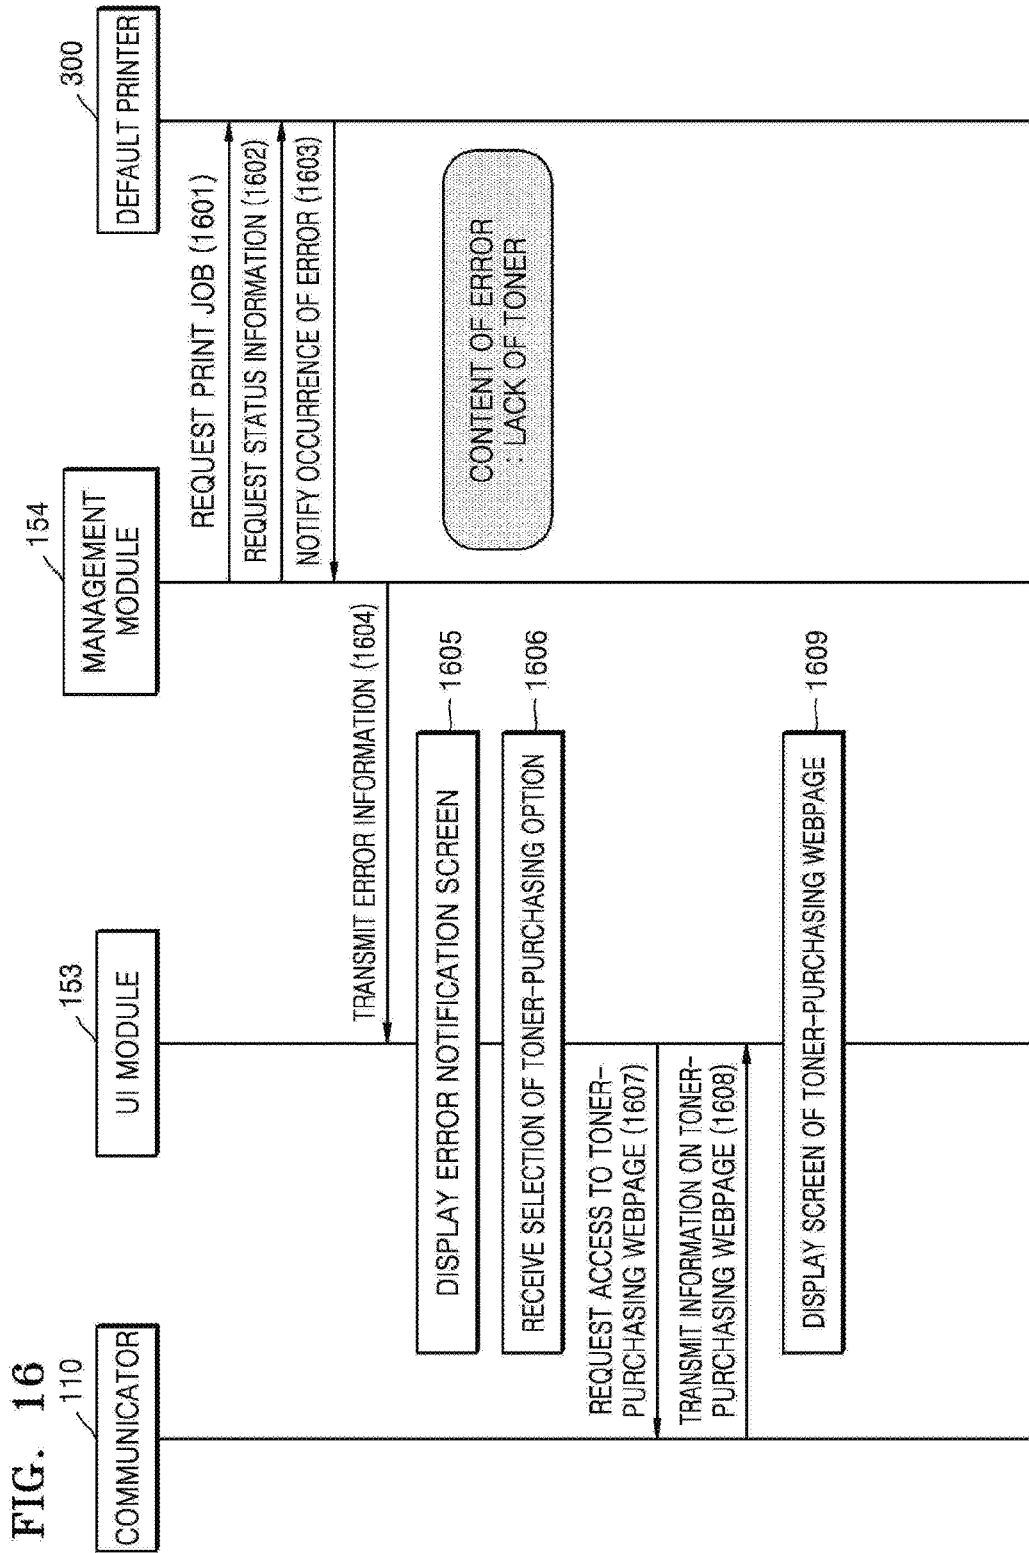 FIG. 16
110
COMMUNICATOR
153
UI MODULE
154
MANAGEMENT
MODULE
300
DEFAULT PRINTER
REQUEST PRINT JOB (1601)
REQUEST STATUS INFORMATION (1602)
NOTIFY OCCURRENCE OF ERROR (1603)
TRANSMIT ERROR INFORMATION (1604)
CONTENT OF ERROR
: LACK OF TONER
DISPLAY ERROR NOTIFICATION SCREEN
1605
RECEIVE SELECTION OF TONER-PURCHASING OPTION
1606
REQUEST ACCESS TO TONER-
PURCHASING WEBPAGE (1607)
TRANSMIT INFORMATION ON TONER-
PURCHASING WEBPAGE (1608)
DISPLAY SCREEN OF TONER-PURCHASING WEBPAGE
1609